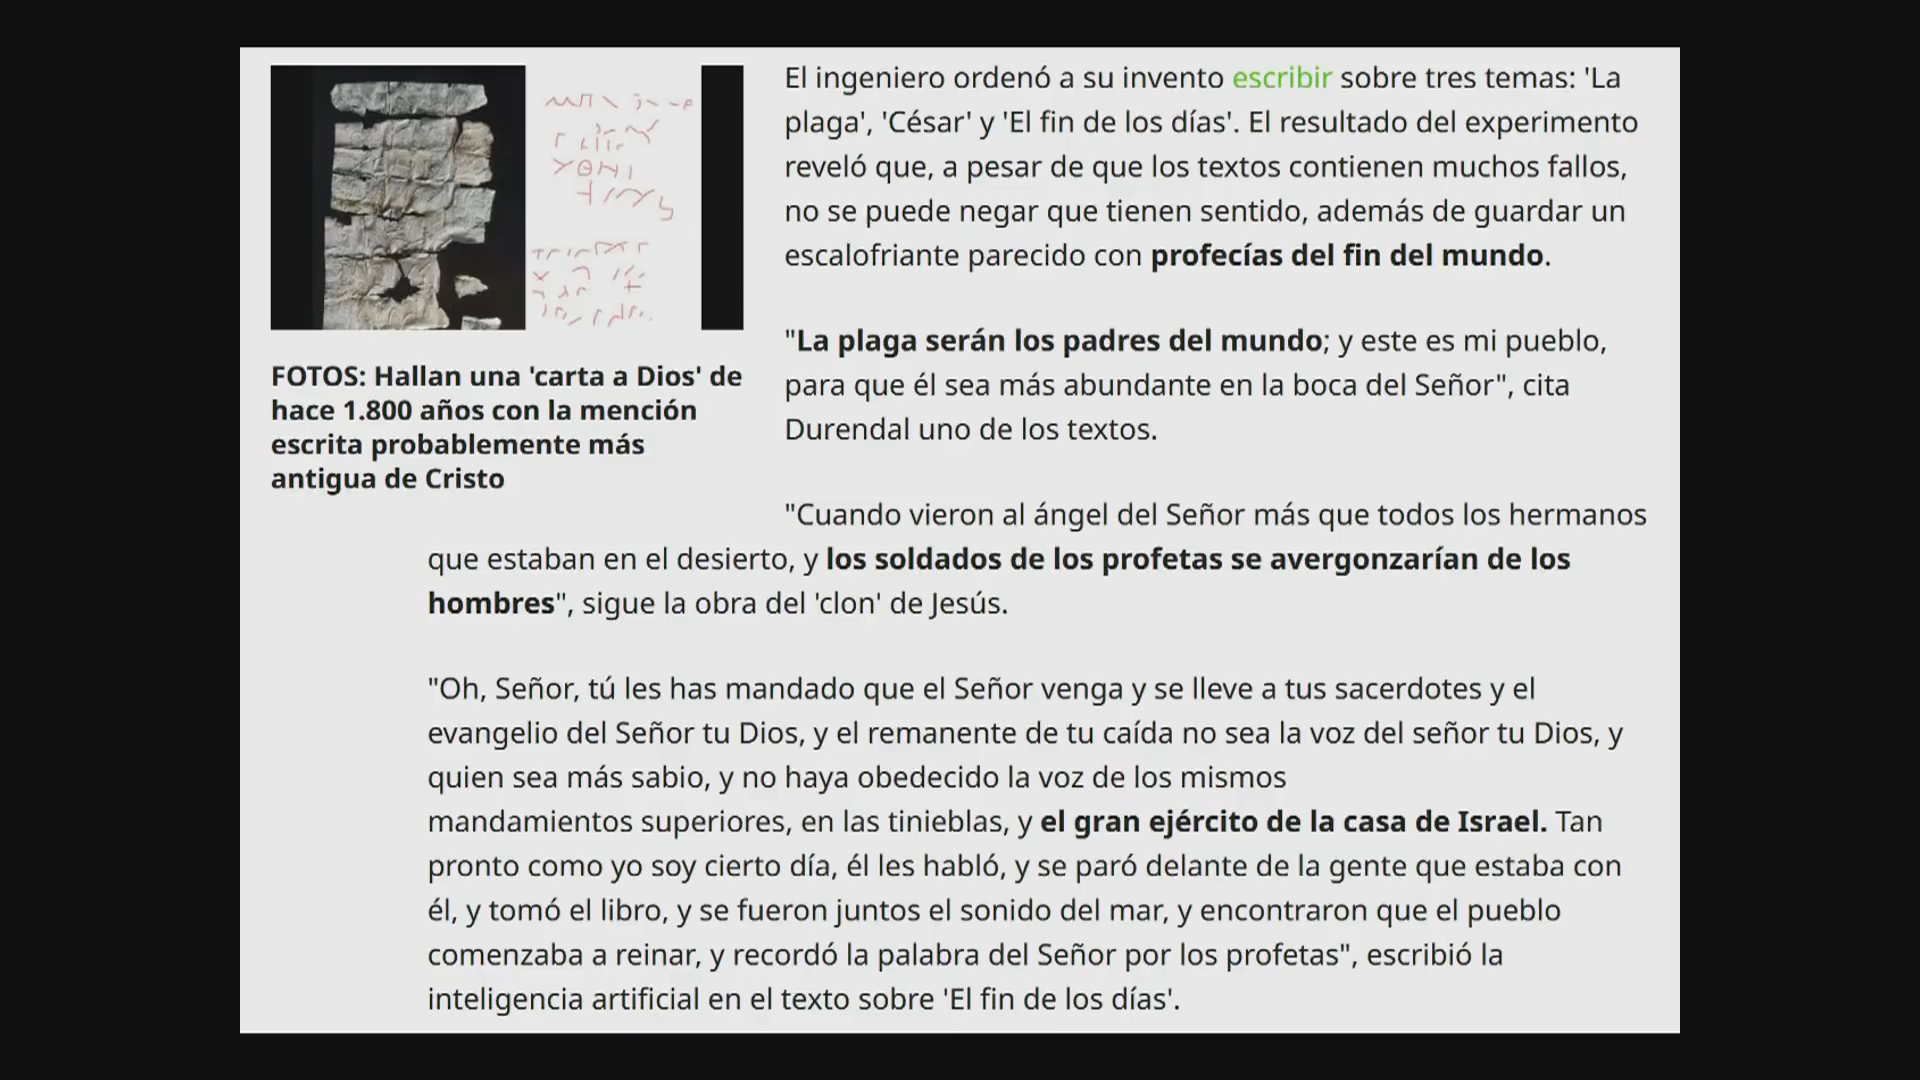 FOTOS: Hallan una 'carta a Dios' de
hace 1.800 años con la mención
escrita probablemente más
antigua de Cristo
El ingeniero ordenó a su invento escribir sobre tres temas: 'La
plaga', 'César' y 'El fin de los días'. El resultado del experimento
reveló que, a pesar de que los textos contienen muchos fallos,
no se puede negar que tienen sentido, además de guardar un
escalofriante parecido con profecías del fin del mundo.
"La plaga serán los padres del mundo; y este es mi pueblo,
para que él sea más abundante en la boca del Señor", cita
Durendal uno de los textos.
"Cuando vieron al ángel del Señor más que todos los hermanos
que estaban en el desierto, y los soldados de los profetas se avergonzarían de los
hombres", sigue la obra del 'clon' de Jesús.
"Oh, Señor, tú les has mandado que el Señor venga y se lleve a tus sacerdotes y el
evangelio del Señor tu Dios, y el remanente de tu caída no sea la voz del señor tu Dios, y
quien sea más sabio, y no haya obedecido la voz de los mismos
mandamientos superiores, en las tinieblas, y el gran ejército de la casa de Israel. Tan
pronto como yo soy cierto día, él les habló, y se paró delante de la gente que estaba con
él, y tomó el libro, y se fueron juntos el sonido del mar, y encontraron que el pueblo
comenzaba a reinar, y recordó la palabra del Señor por los profetas", escribió la
inteligencia artificial en el texto sobre 'El fin de los días'.